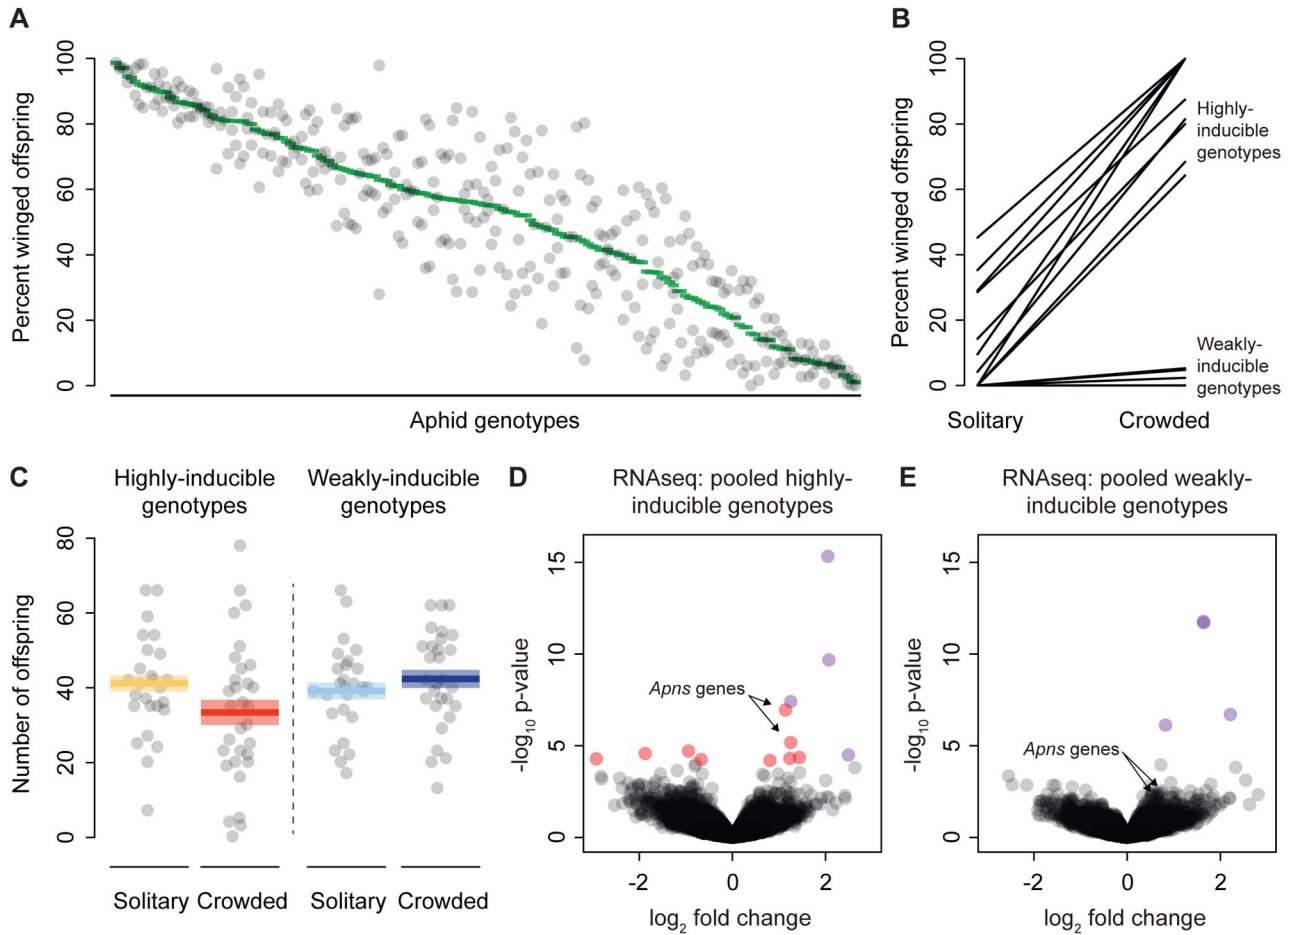 A
Percent winged offspring
100
80
60
40
20
0
Aphid genotypes
B
Percent winged offspring
100
80
60
40
20
0
Highly-
inducible
genotypes
Weakly-
inducible
genotypes
Solitary
Crowded
C
Highly-inducible
genotypes
Weakly-inducible
genotypes
Number of offspring
80
60
40
20
0
Solitary
Crowded
Solitary
Crowded
D
RNAseq: pooled highly-
inducible genotypes
-log10 p-value
15
10
5
0
Apns genes
-2
0
2
log2 fold change
E
RNAseq: pooled weakly-
inducible genotypes
-log10 p-value
15
10
5
0
Apns genes
-2
0
2
log2 fold change